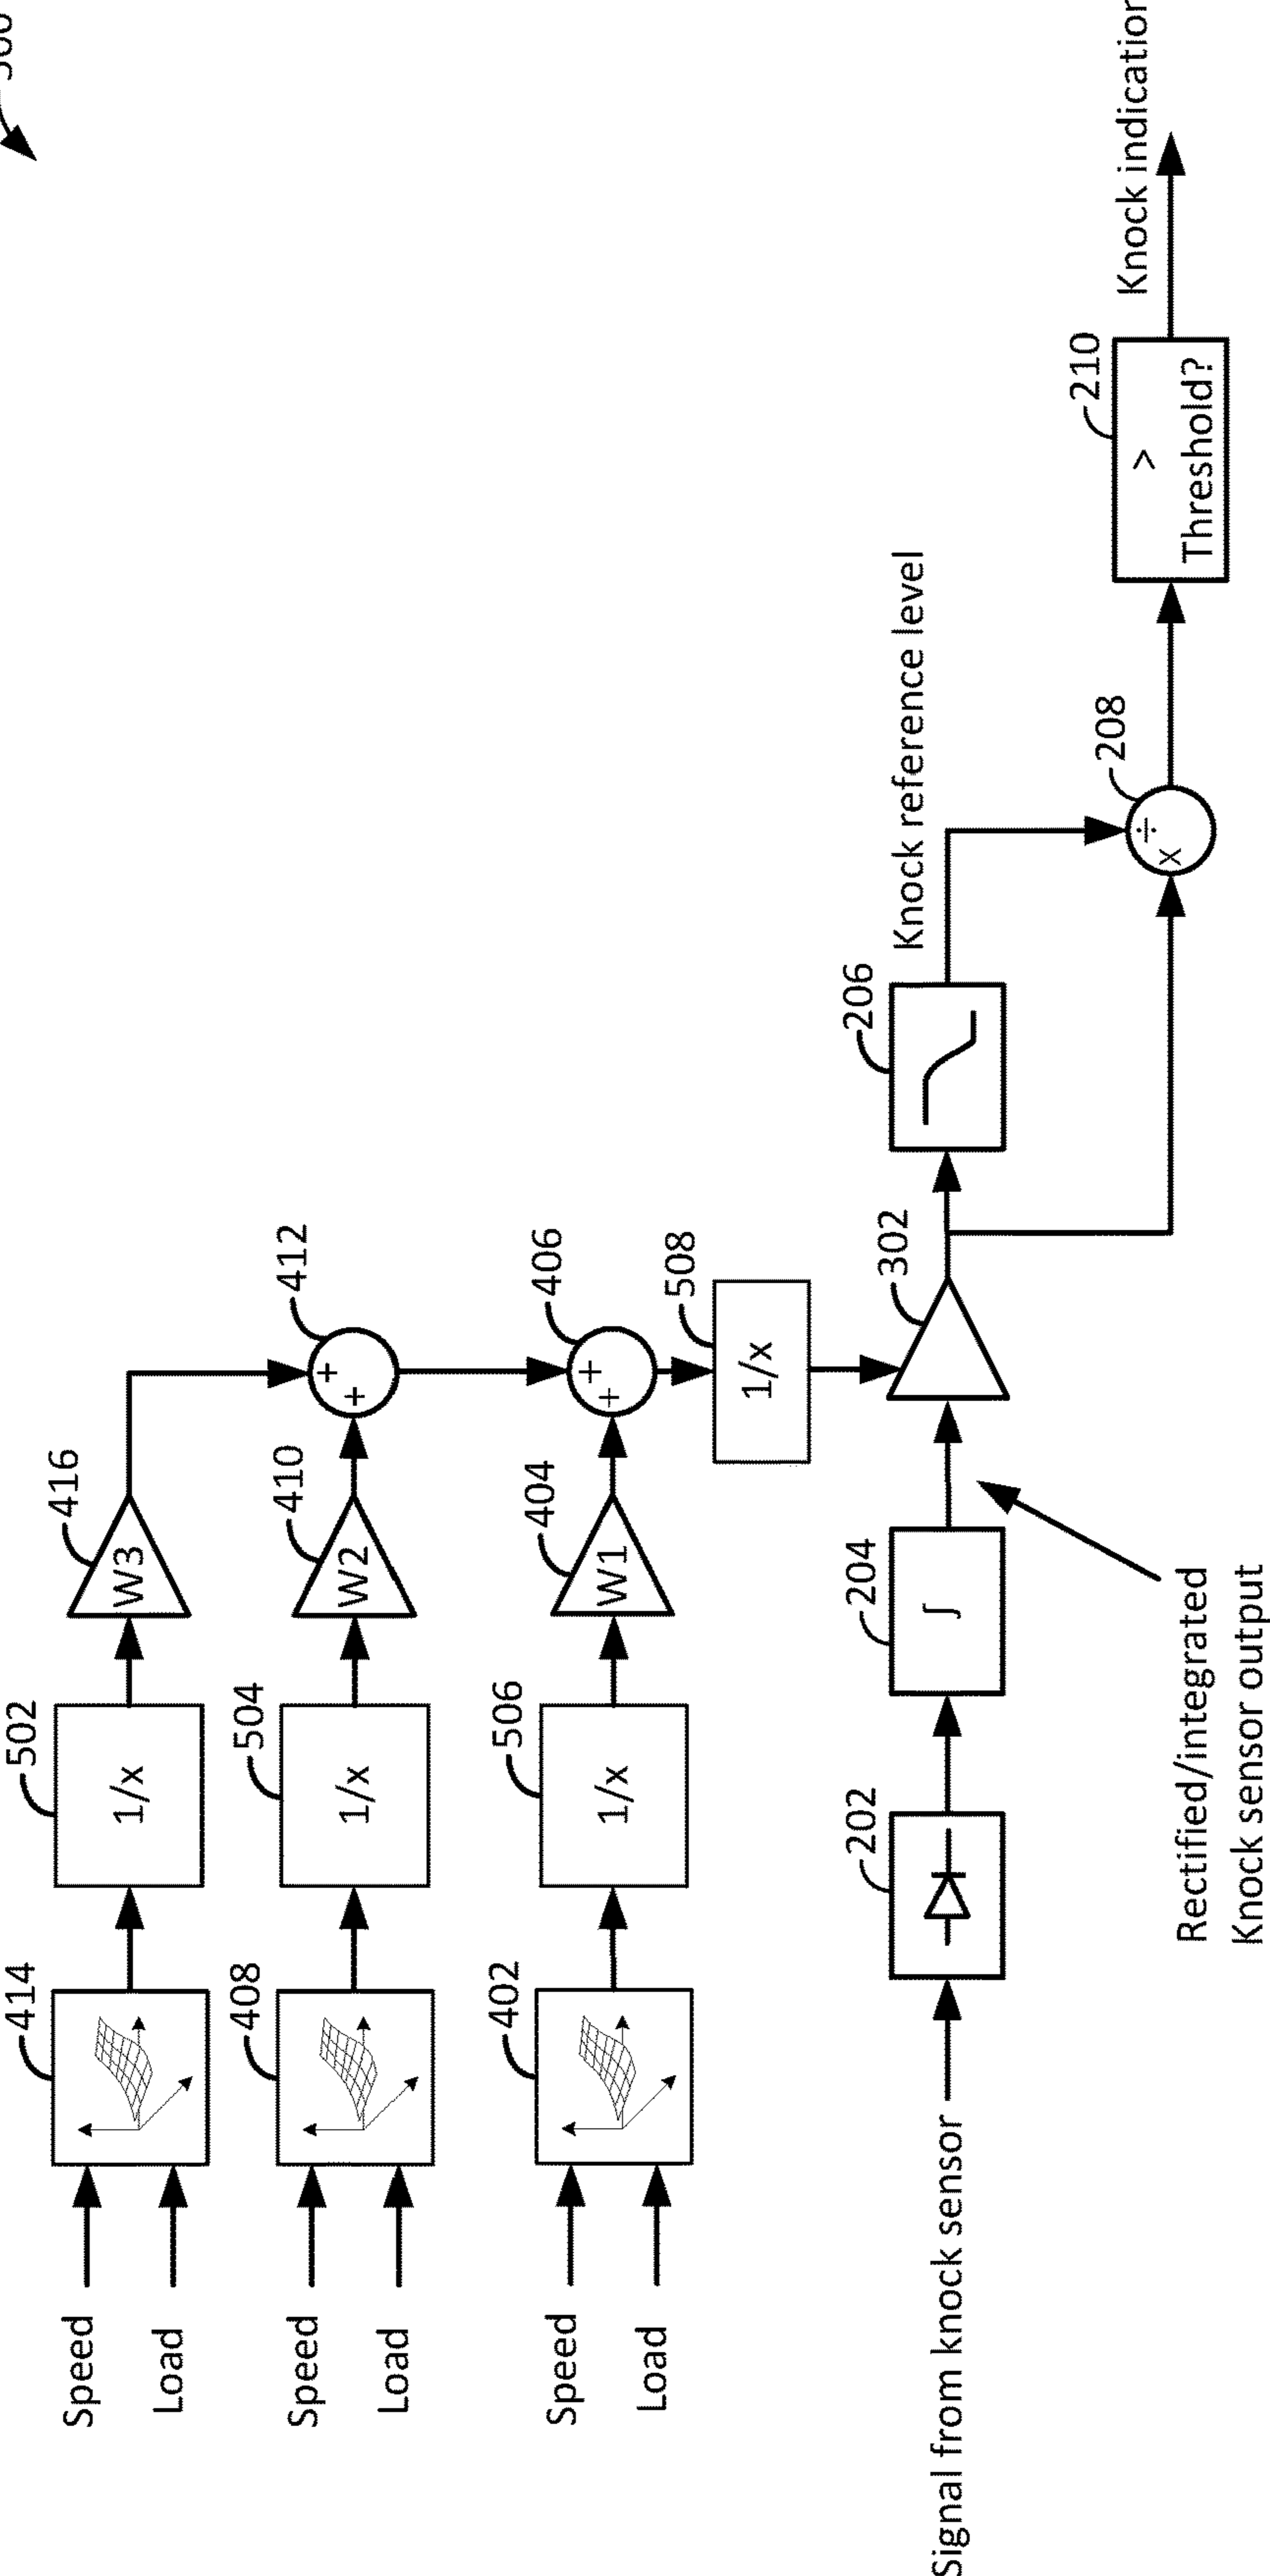 Speed
Load
414
502
1/x
416
W3
Speed
Load
408
504
1/x
410
W2
412
+
+
Speed
Load
402
506
1/x
404
W1
406
+
+
508
1/x
Signal from knock sensor
202
204
∫
302
206
Knock reference level
Rectified/integrated
Knock sensor output
208
÷
x
210
>
Threshold?
Knock indication